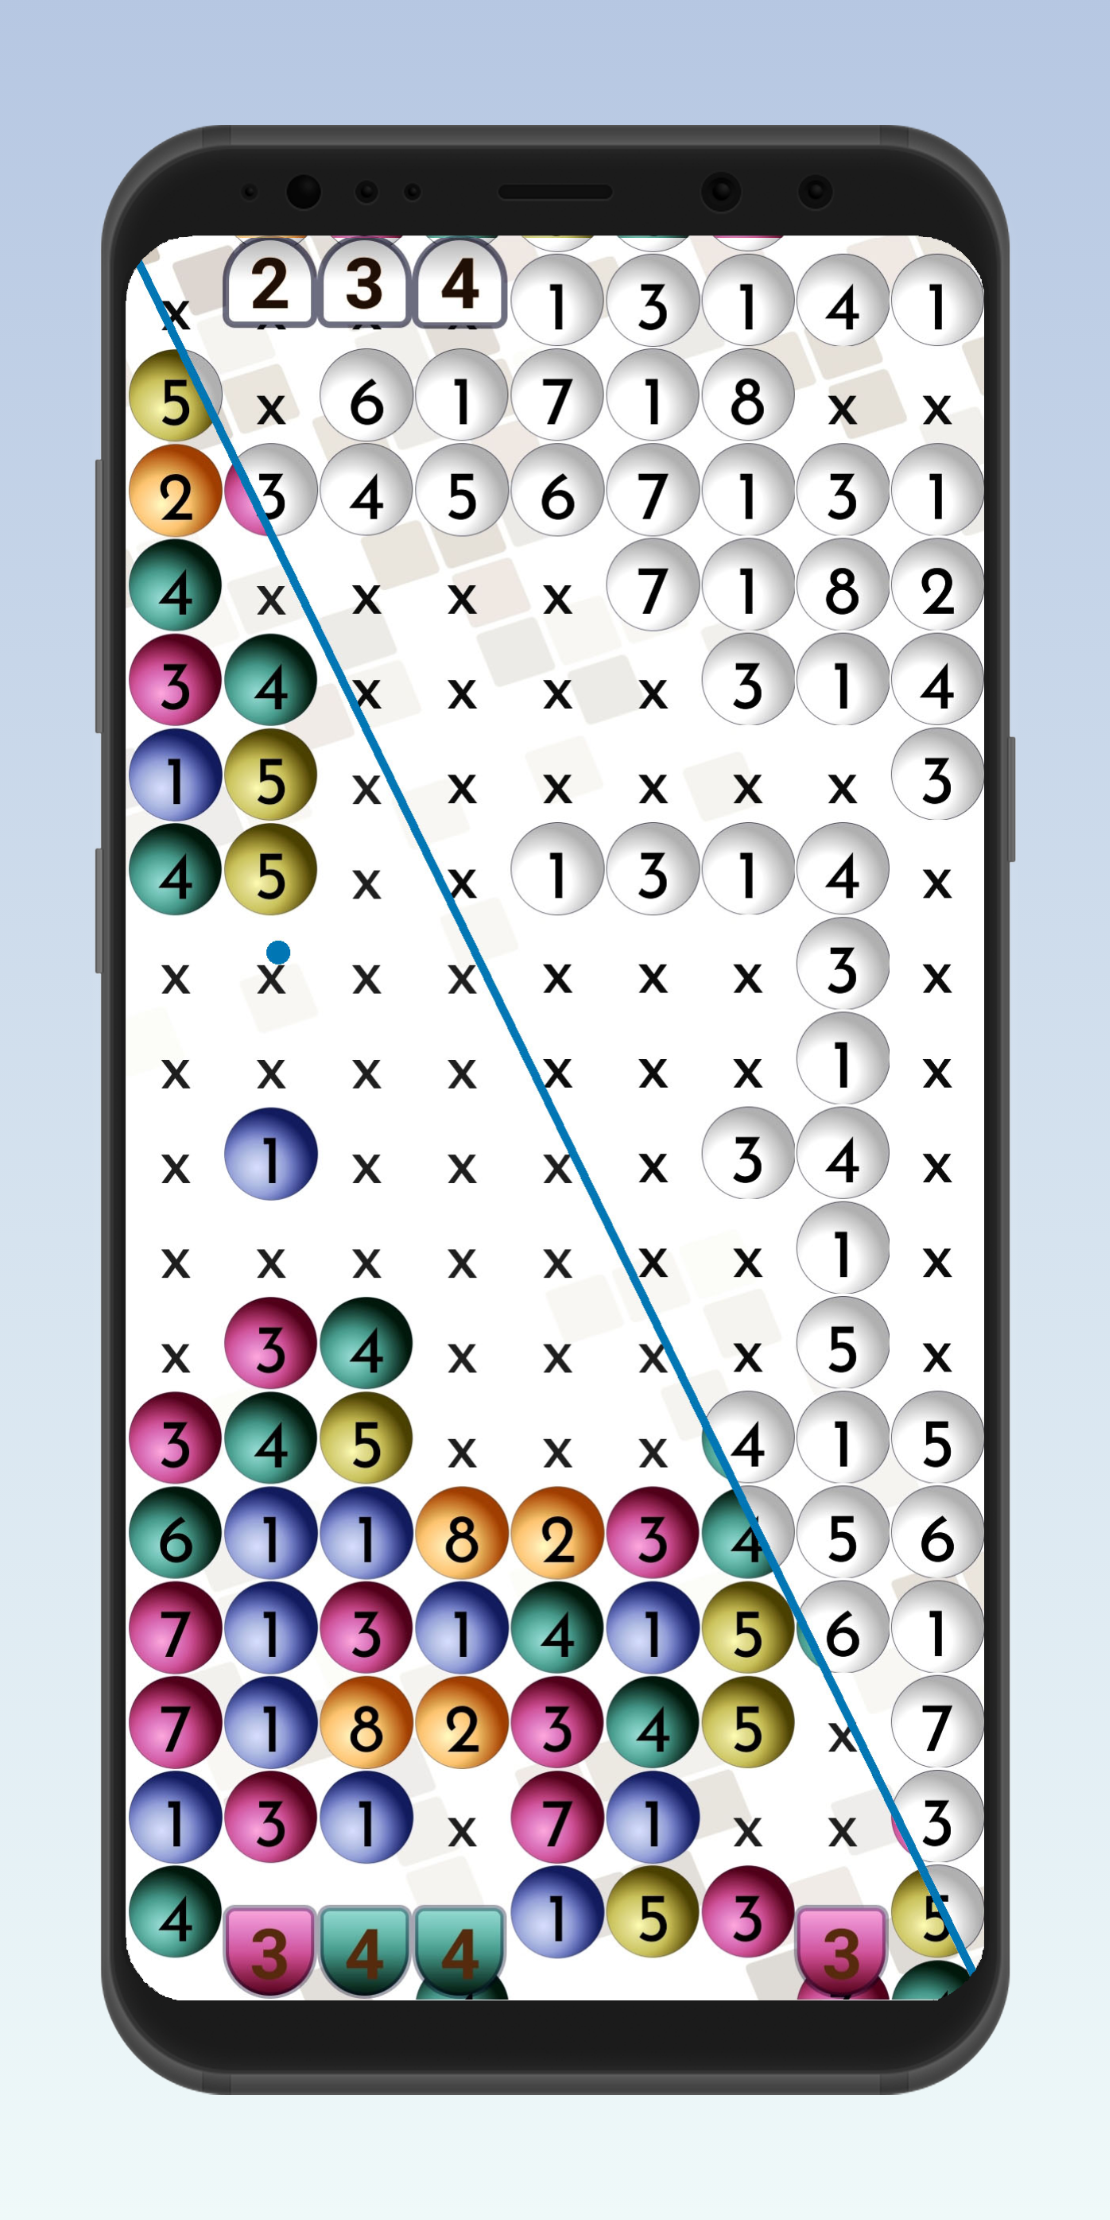 x 2 3 4 1 3 1 4 1
5 x 6 1 7 1 8 x x
2 3 4 5 6 7 1 3 1
4 x x x x 7 1 8 2
3 4 x x x x 3 1 4
1 5 x x x x x x 3
4 5 x x 1 3 1 4 x
x x x x x x x 3 x
x x x x x x x 1 x
x 1 x x x x 3 4 x
x x x x x x x 1 x
x 3 4 x x x x 5 x
3 4 5 x x x 4 1 5
6 1 1 8 2 3 4 5 6
7 1 3 1 4 1 5 6 1
7 1 8 2 3 4 5 x 7
1 3 1 x 7 1 x x 3
4 3 4 4 1 5 3 3 5